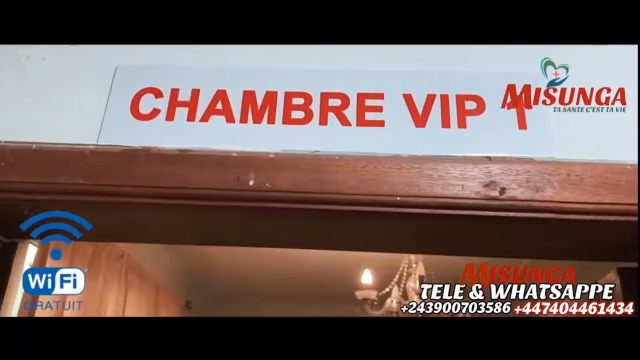 CHAMBRE VIP 1
MISUNGA
TA SANTE C'EST TA VIE
WiFi
GRATUIT
MISUNGA
TELE & WHATSAPPE
+243900703586 +447404461434